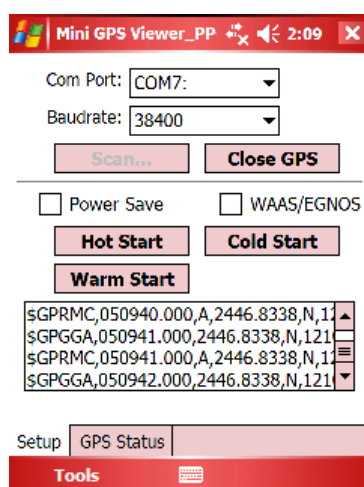 Mini GPS Viewer_PP 2:09
Com Port: COM7:
Baudrate: 38400
Scan... Close GPS
Power Save WAAS/EGNOS
Hot Start Cold Start
Warm Start
$GPRMC,050940.000,A,2446.8338,N,12
$GPGGA,050941.000,2446.8338,N,121
$GPRMC,050941.000,A,2446.8338,N,12
$GPGGA,050942.000,2446.8338,N,121
Setup GPS Status
Tools